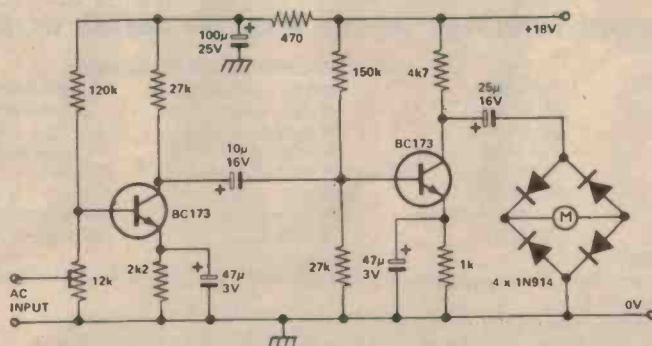 100µ
25V
470
+18V
120k
27k
150k
4k7
25µ
16V
10µ
16V
BC173
BC173
M
12k
2k2
47µ
3V
27k
47µ
3V
1k
4 x 1N914
AC
INPUT
0V